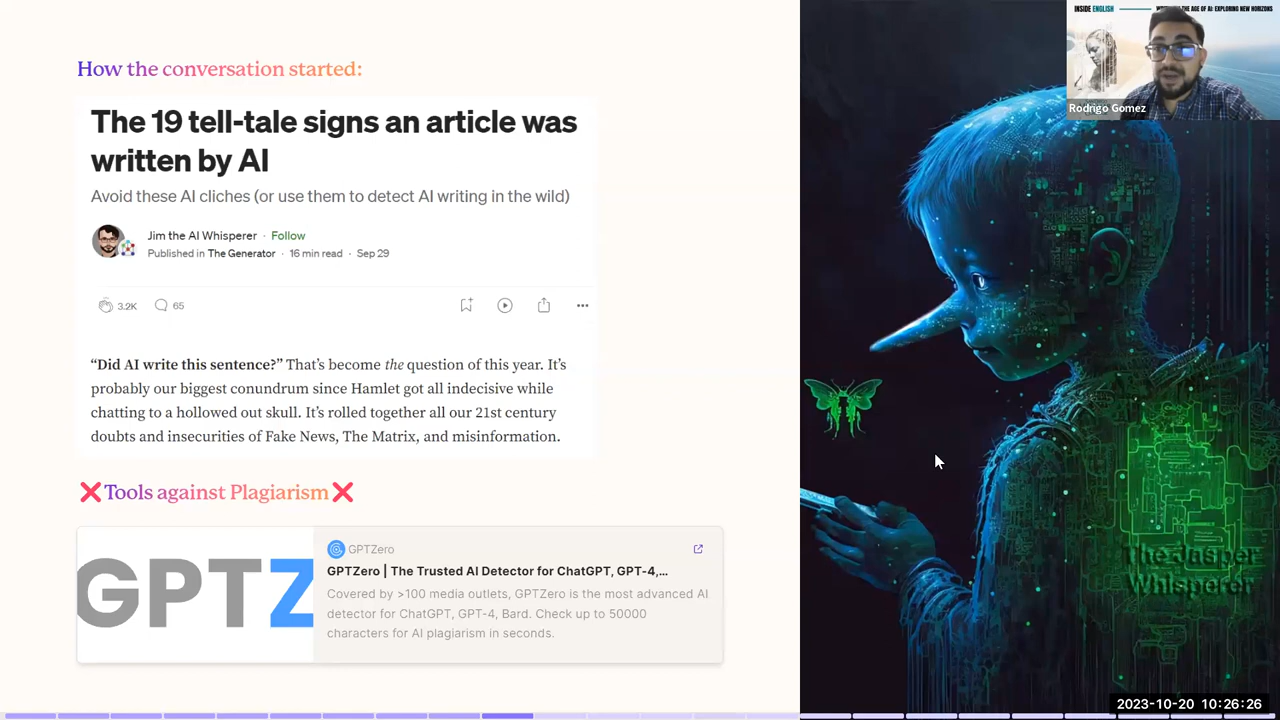 How the conversation started:
The 19 tell-tale signs an article was
written by AI
Avoid these AI cliches (or use them to detect AI writing in the wild)
Jim the AI Whisperer · Follow
Published in The Generator · 16 min read · Sep 29
3.2K 65
“Did AI write this sentence?” That’s become the question of this year. It’s
probably our biggest conundrum since Hamlet got all indecisive while
chatting to a hollowed out skull. It’s rolled together all our 21st century
doubts and insecurities of Fake News, The Matrix, and misinformation.
❌Tools against Plagiarism❌
GPTZ
GPTZero
GPTZero | The Trusted AI Detector for ChatGPT, GPT-4,...
Covered by >100 media outlets, GPTZero is the most advanced AI
detector for ChatGPT, GPT-4, Bard. Check up to 50000
characters for AI plagiarism in seconds.
INSIDE ENGLISH
THE AGE OF AI: EXPLORING NEW HORIZONS
Rodrigo Gomez
The Jasper
Whisperer
2023-10-20 10:26:26